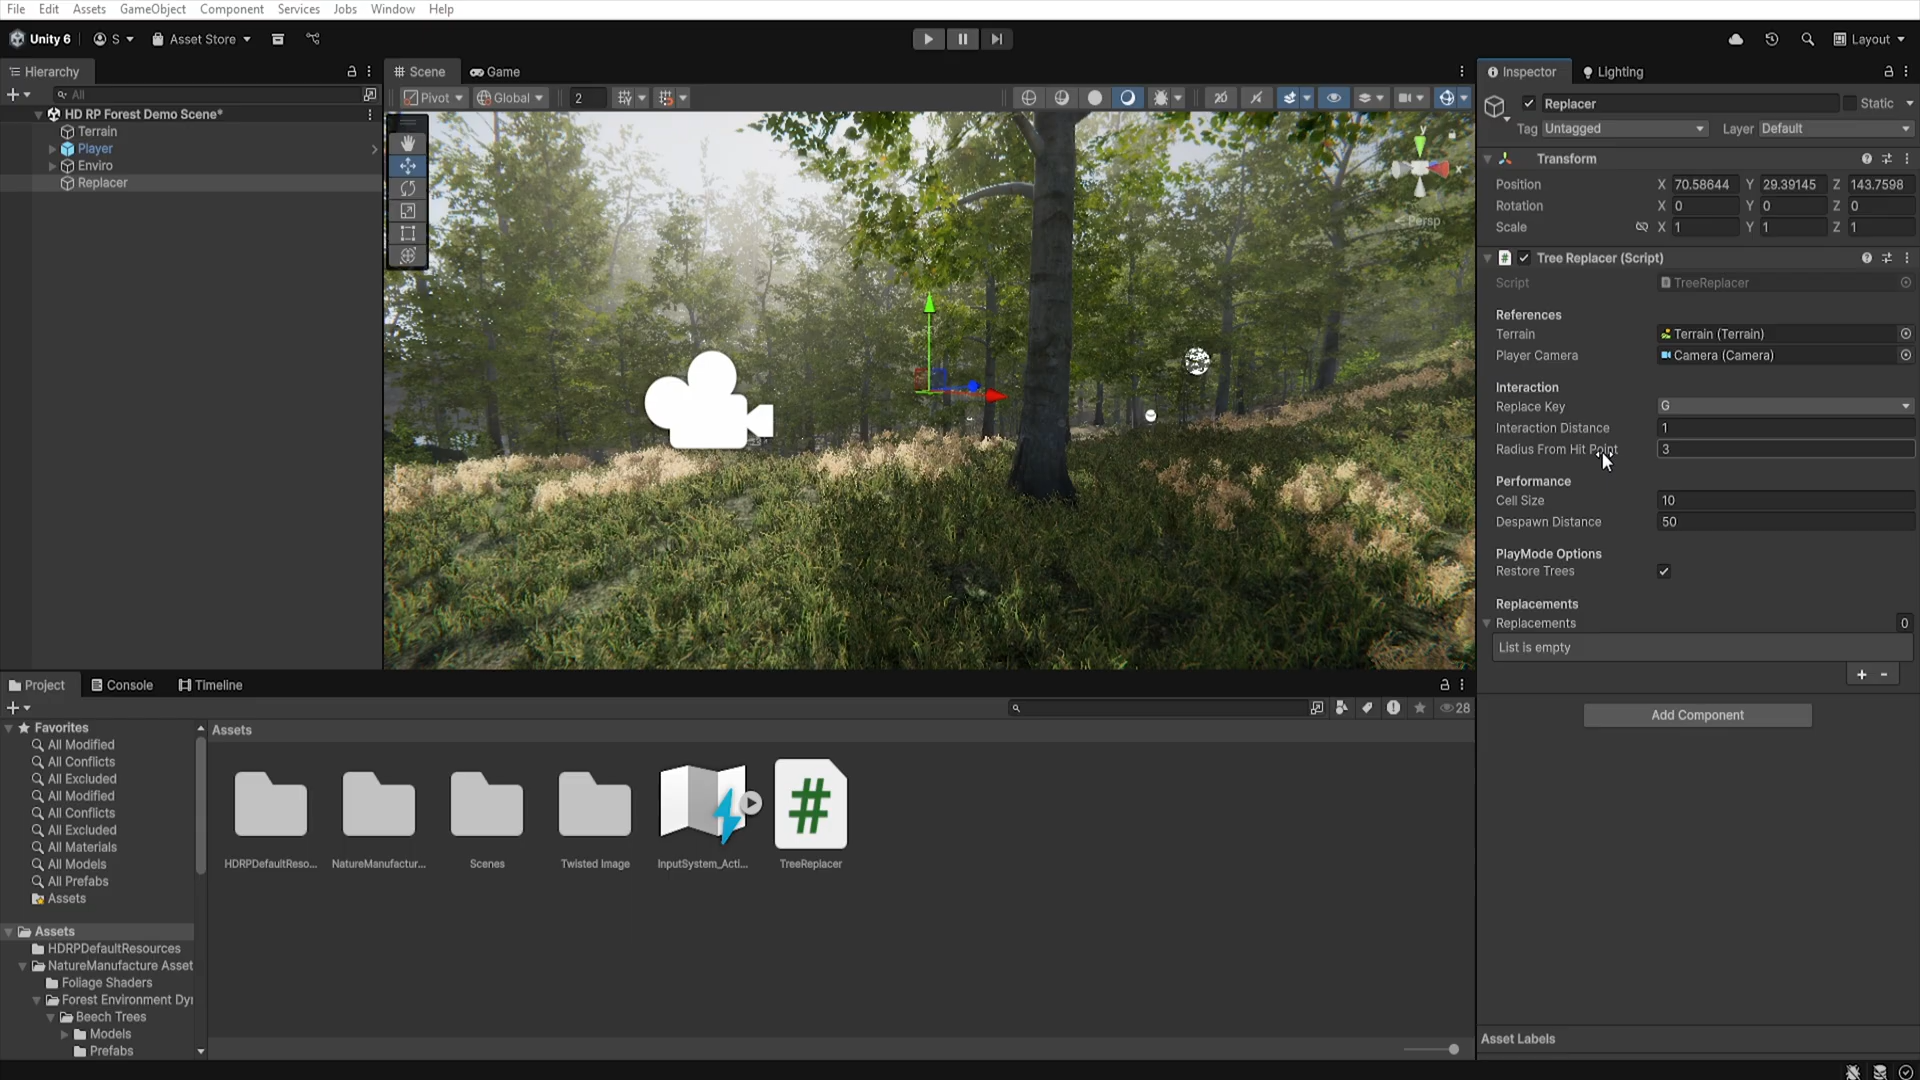 File Edit Assets GameObject Component Services Jobs Window Help
Unity 6 S Asset Store Layout
Hierarchy
All
HD RP Forest Demo Scene*
Terrain
Player
Enviro
Replacer
Scene Game
Pivot Global 2 2D
y
x
Persp
Inspector Lighting
Replacer Static
Tag Untagged Layer Default
Transform
Position X 70.58644 Y 29.39145 Z 143.7598
Rotation X 0 Y 0 Z 0
Scale X 1 Y 1 Z 1
# Tree Replacer (Script)
Script TreeReplacer
References
Terrain Terrain (Terrain)
Player Camera Camera (Camera)
Interaction
Replace Key G
Interaction Distance 1
Radius From Hit Point 3
Performance
Cell Size 10
Despawn Distance 50
PlayMode Options
Restore Trees
Replacements
Replacements 0
List is empty
+ -
Add Component
Asset Labels
Project Console Timeline
28
Favorites
All Modified
All Conflicts
All Excluded
All Modified
All Conflicts
All Excluded
All Materials
All Models
All Prefabs
Assets
Assets
HDRPDefaultResources
NatureManufacture Asset
Foliage Shaders
Forest Environment Dyn
Beech Trees
Models
Prefabs
Assets
#
HDRPDefaultReso... NatureManufactur... Scenes Twisted Image InputSystem_Acti... TreeReplacer